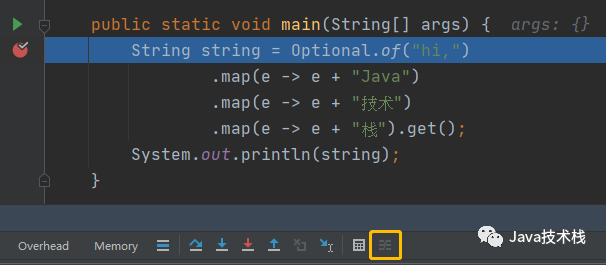 public static void main(String[] args) {  args: {}
String string = Optional.of("hi,")
.map(e -> e + "Java")
.map(e -> e + "技术")
.map(e -> e + "栈").get();
System.out.println(string);
}
Overhead Memory
Java技术栈